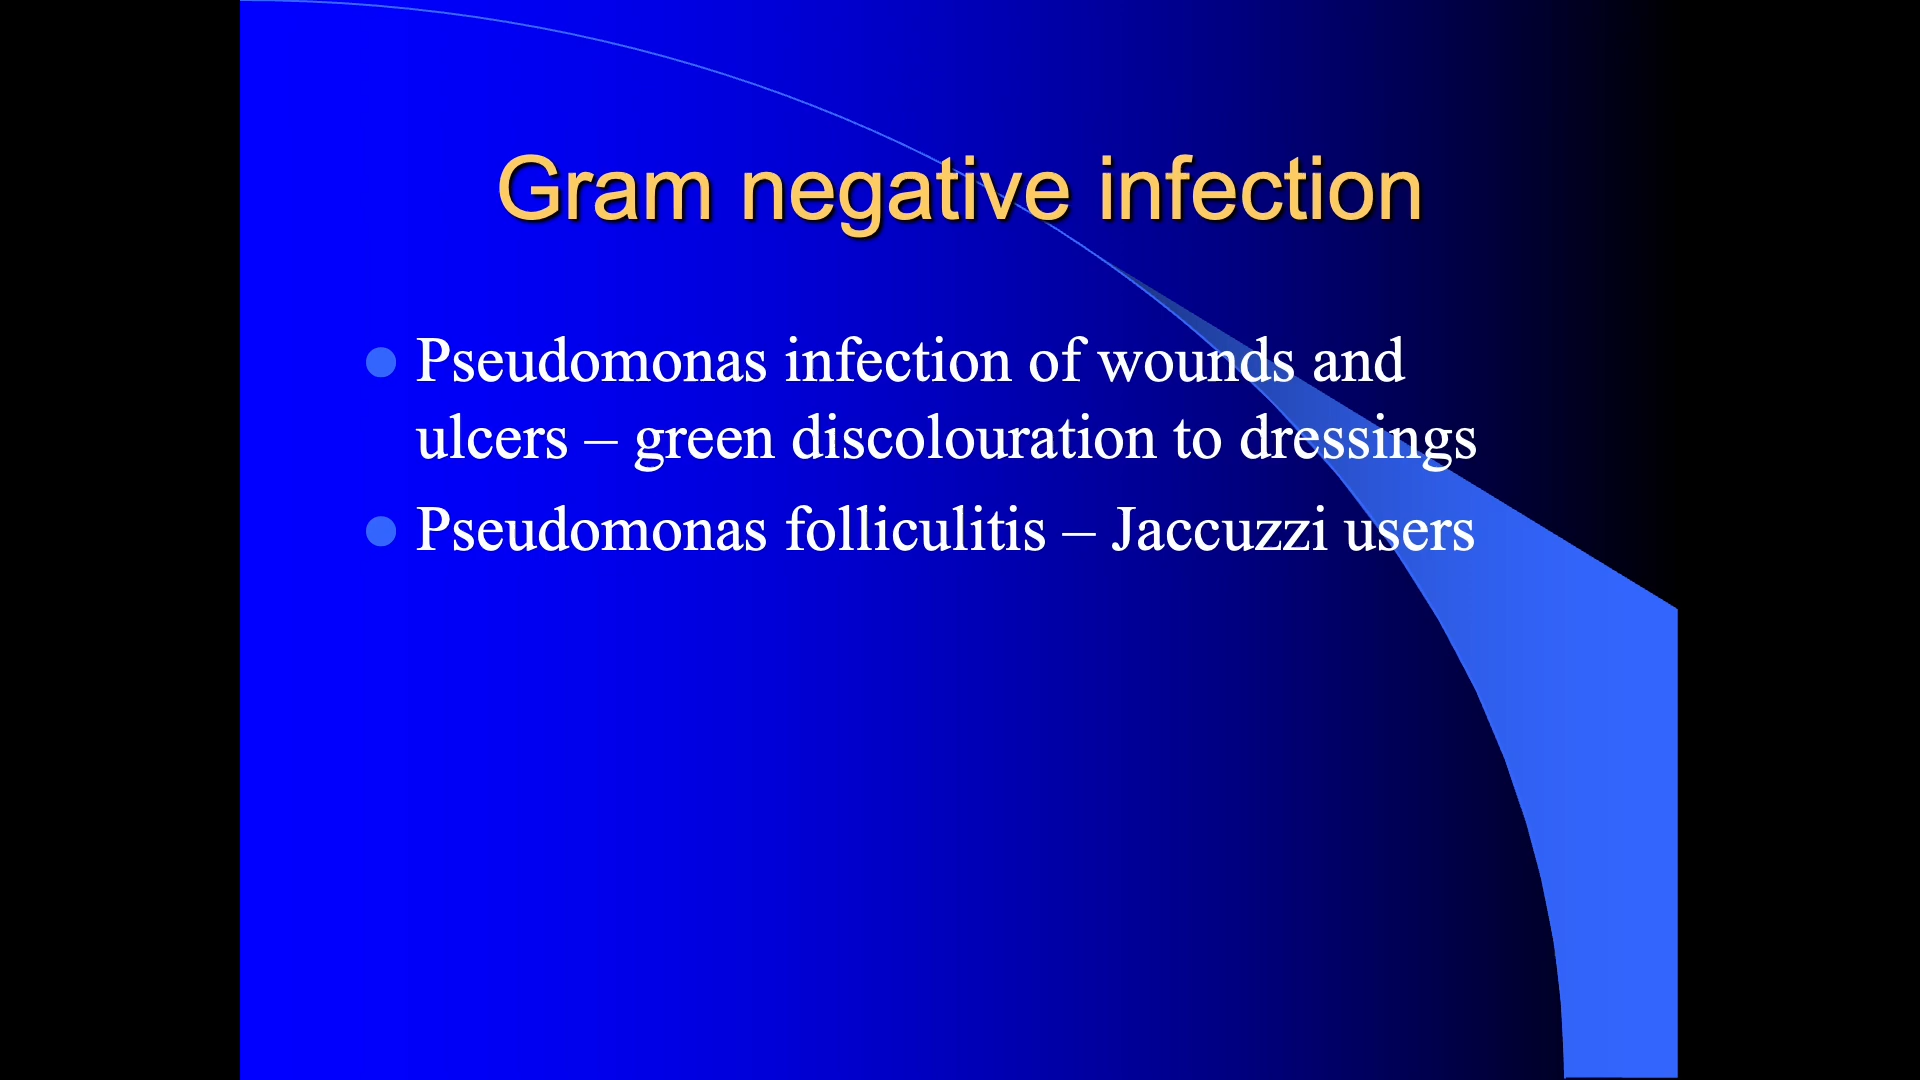 Gram negative infection
Pseudomonas infection of wounds and
ulcers – green discolouration to dressings
Pseudomonas folliculitis – Jaccuzzi users